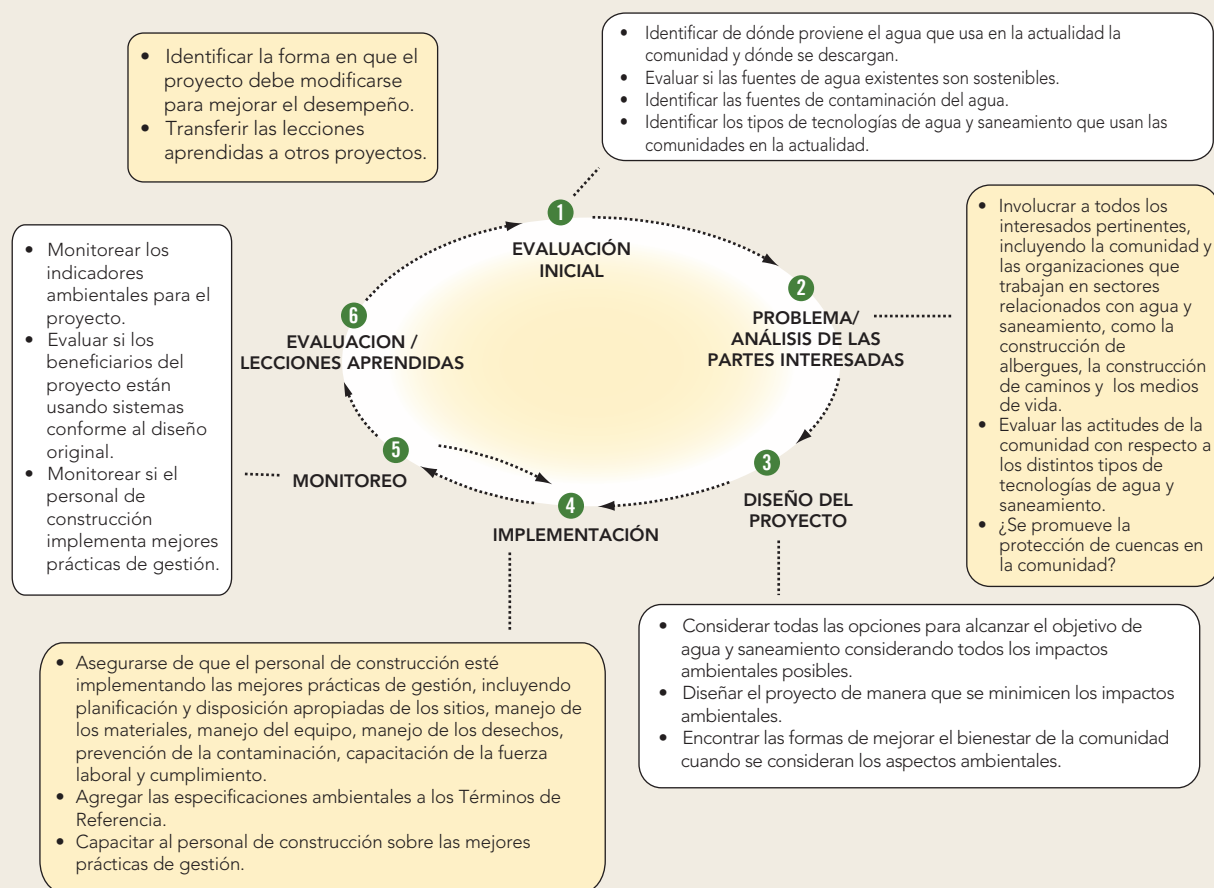 • Identificar la forma en que el
proyecto debe modificarse
para mejorar el desempeño.
• Transferir las lecciones
aprendidas a otros proyectos.
• Identificar de dónde proviene el agua que usa en la actualidad la
comunidad y dónde se descargan.
• Evaluar si las fuentes de agua existentes son sostenibles.
• Identificar las fuentes de contaminación del agua.
• Identificar los tipos de tecnologías de agua y saneamiento que usan las
comunidades en la actualidad.
1
EVALUACIÓN
INICIAL
2
PROBLEMA/
ANÁLISIS DE LAS
PARTES INTERESADAS
• Involucrar a todos los
interesados pertinentes,
incluyendo la comunidad y
las organizaciones que
trabajan en sectores
relacionados con agua y
saneamiento, como la
construcción de
albergues, la construcción
de caminos y los medios
de vida.
• Evaluar las actitudes de la
comunidad con respecto a
los distintos tipos de
tecnologías de agua y
saneamiento.
• ¿Se promueve la
protección de cuencas en
la comunidad?
3
DISEÑO DEL
PROYECTO
• Considerar todas las opciones para alcanzar el objetivo de
agua y saneamiento considerando todos los impactos
ambientales posibles.
• Diseñar el proyecto de manera que se minimicen los impactos
ambientales.
• Encontrar las formas de mejorar el bienestar de la comunidad
cuando se consideran los aspectos ambientales.
4
IMPLEMENTACIÓN
• Asegurarse de que el personal de construcción esté
implementando las mejores prácticas de gestión, incluyendo
planificación y disposición apropiadas de los sitios, manejo de
los materiales, manejo del equipo, manejo de los desechos,
prevención de la contaminación, capacitación de la fuerza
laboral y cumplimiento.
• Agregar las especificaciones ambientales a los Términos de
Referencia.
• Capacitar al personal de construcción sobre las mejores
prácticas de gestión.
5
MONITOREO
• Monitorear los
indicadores
ambientales para el
proyecto.
• Evaluar si los
beneficiarios del
proyecto están
usando sistemas
conforme al diseño
original.
• Monitorear si el
personal de
construcción
implementa mejores
prácticas de gestión.
6
EVALUACION /
LECCIONES APRENDIDAS